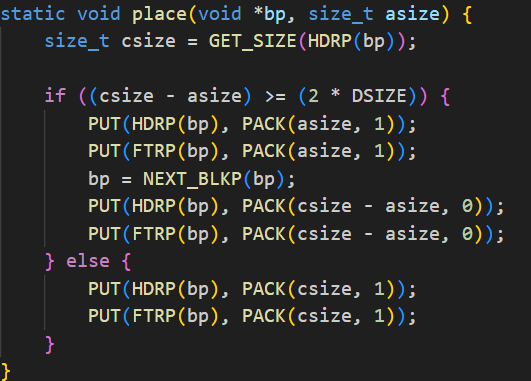 static void place(void *bp, size_t asize) {
    size_t csize = GET_SIZE(HDRP(bp));

    if ((csize - asize) >= (2 * DSIZE)) {
        PUT(HDRP(bp), PACK(asize, 1));
        PUT(FTRP(bp), PACK(asize, 1));
        bp = NEXT_BLKP(bp);
        PUT(HDRP(bp), PACK(csize - asize, 0));
        PUT(FTRP(bp), PACK(csize - asize, 0));
    } else {
        PUT(HDRP(bp), PACK(csize, 1));
        PUT(FTRP(bp), PACK(csize, 1));
    }
}